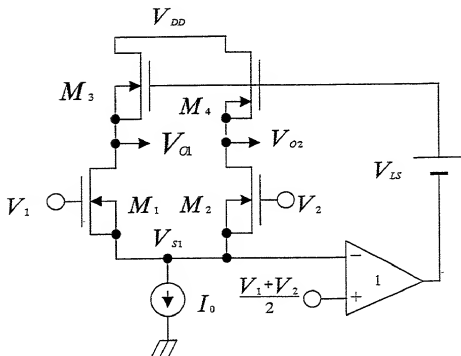 V_DD
M_3
M_4
V_O1
V_O2
V_LS
V_1
M_1
M_2
V_2
V_S1
I_0
V_1+V_2
2
−
+
1